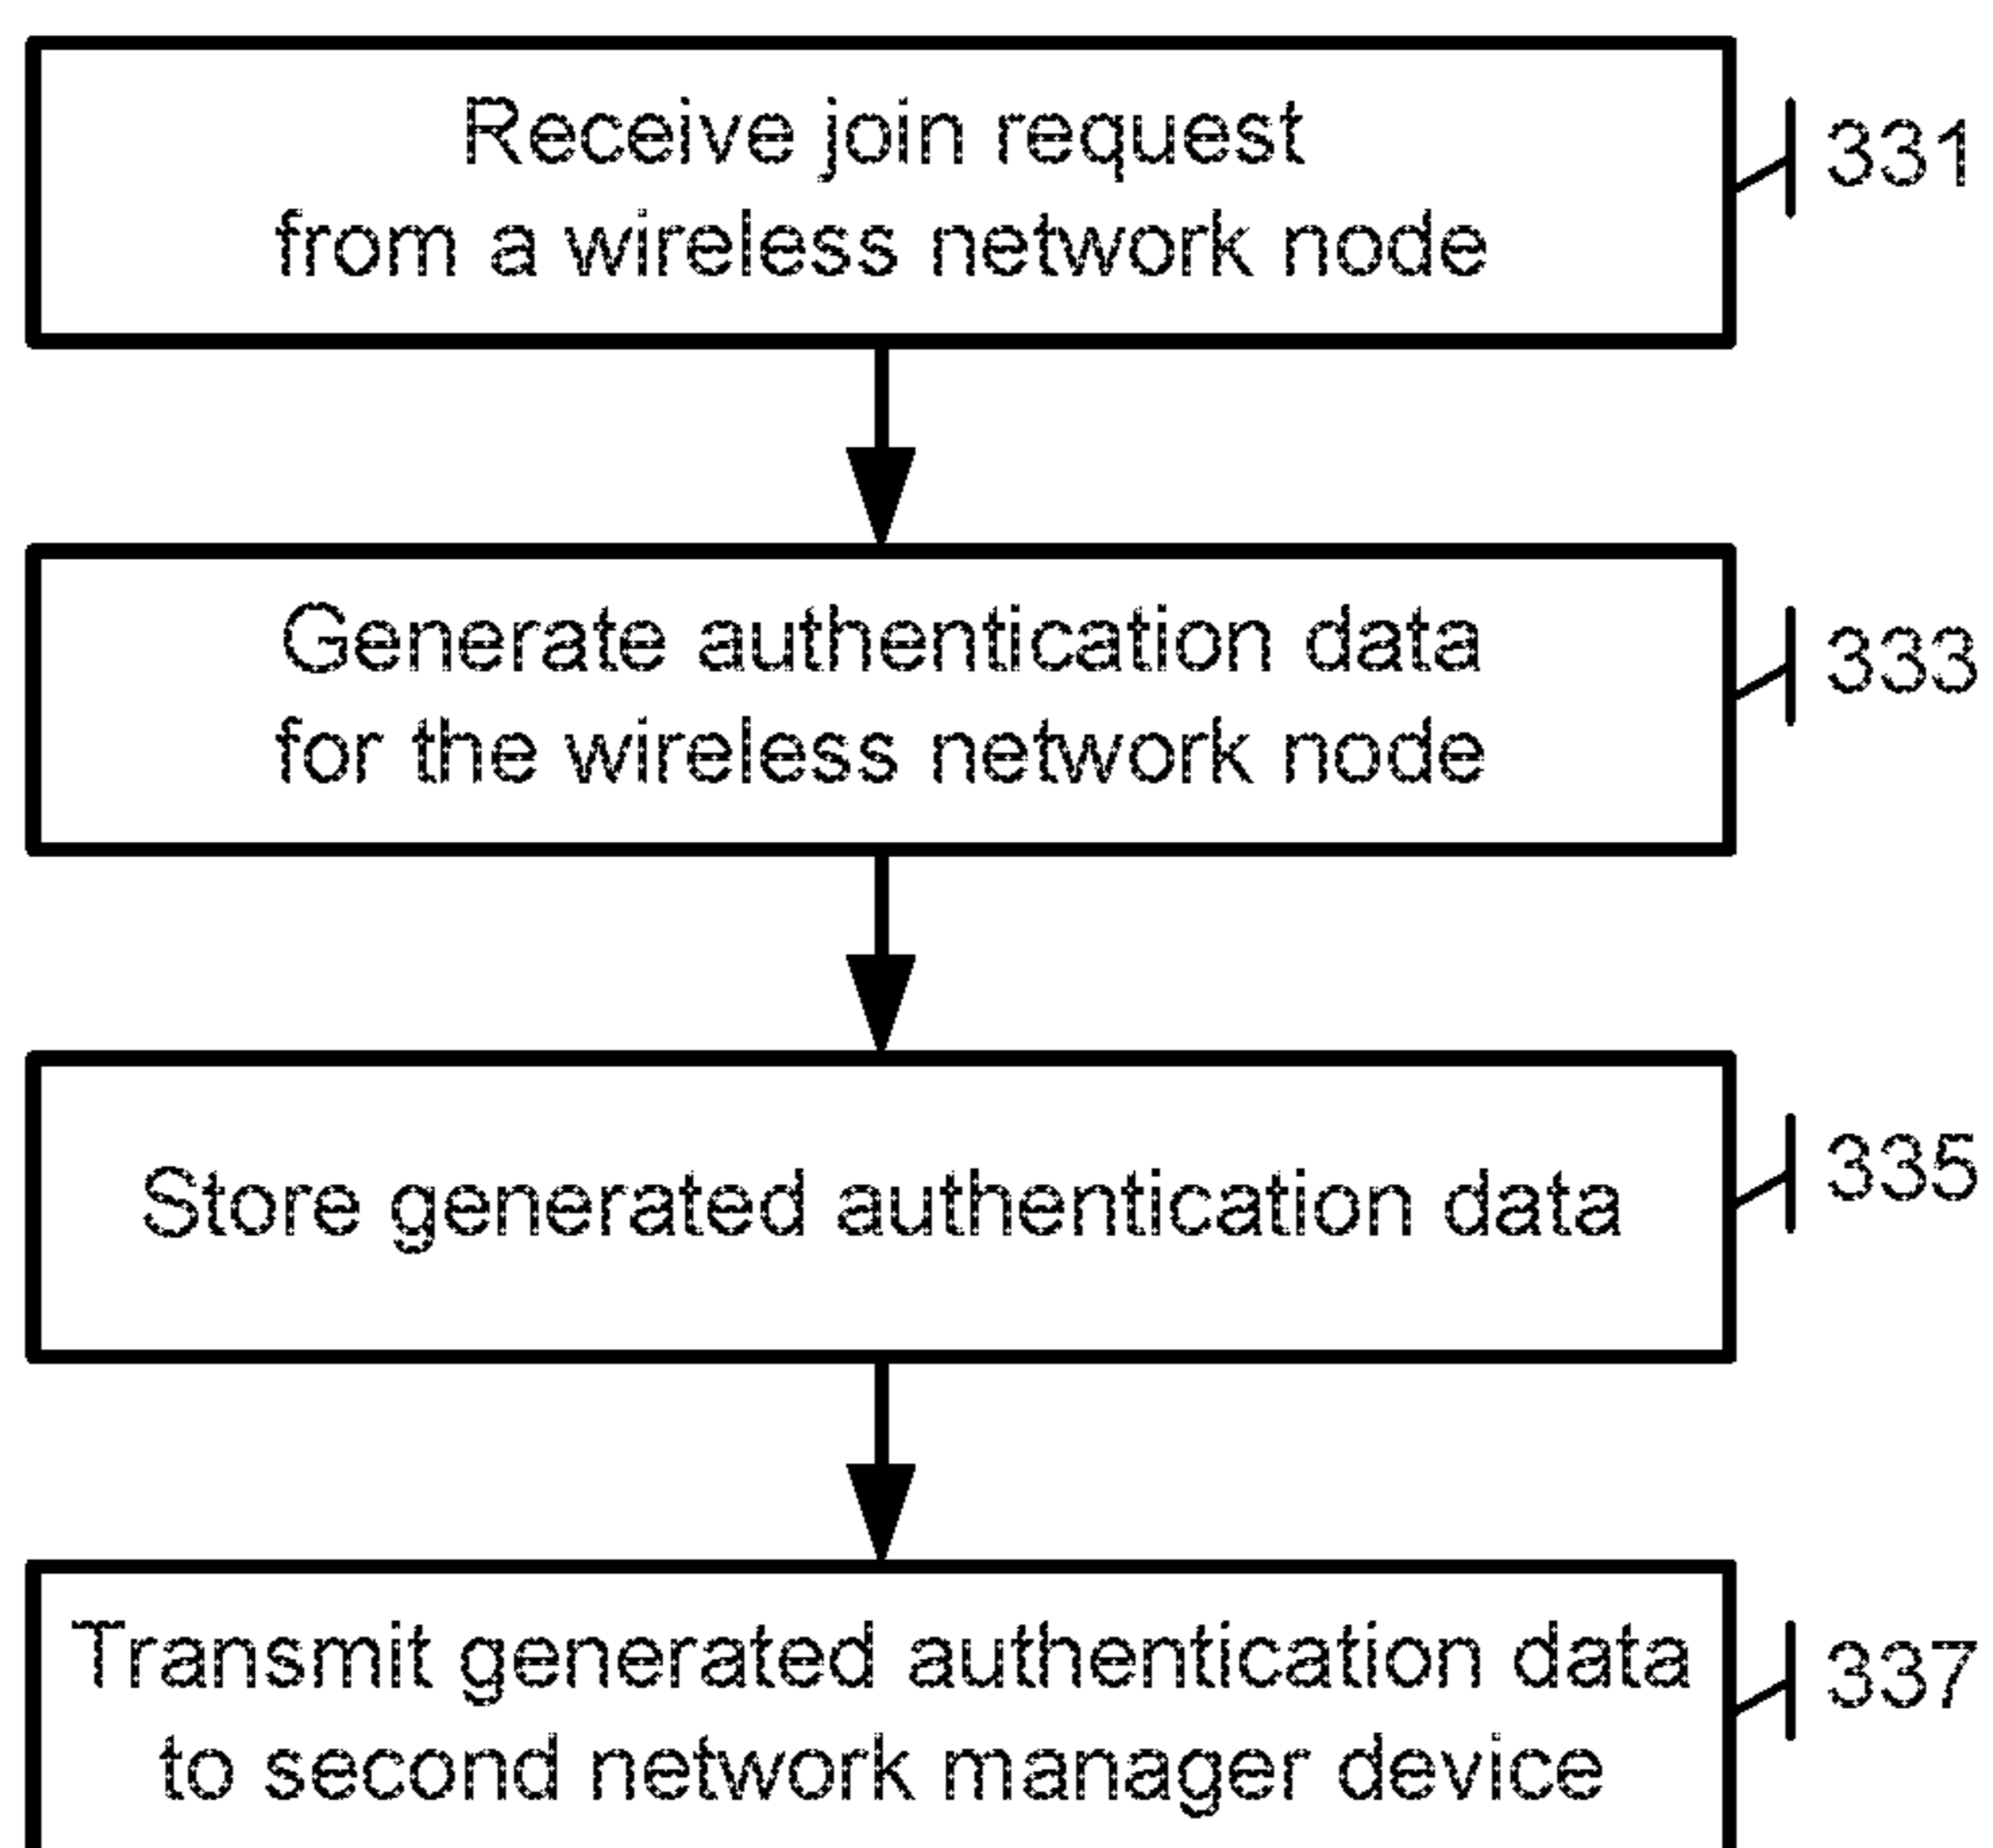 Receive join request
from a wireless network node
331
Generate authentication data
for the wireless network node
333
Store generated authentication data
335
Transmit generated authentication data
to second network manager device
337